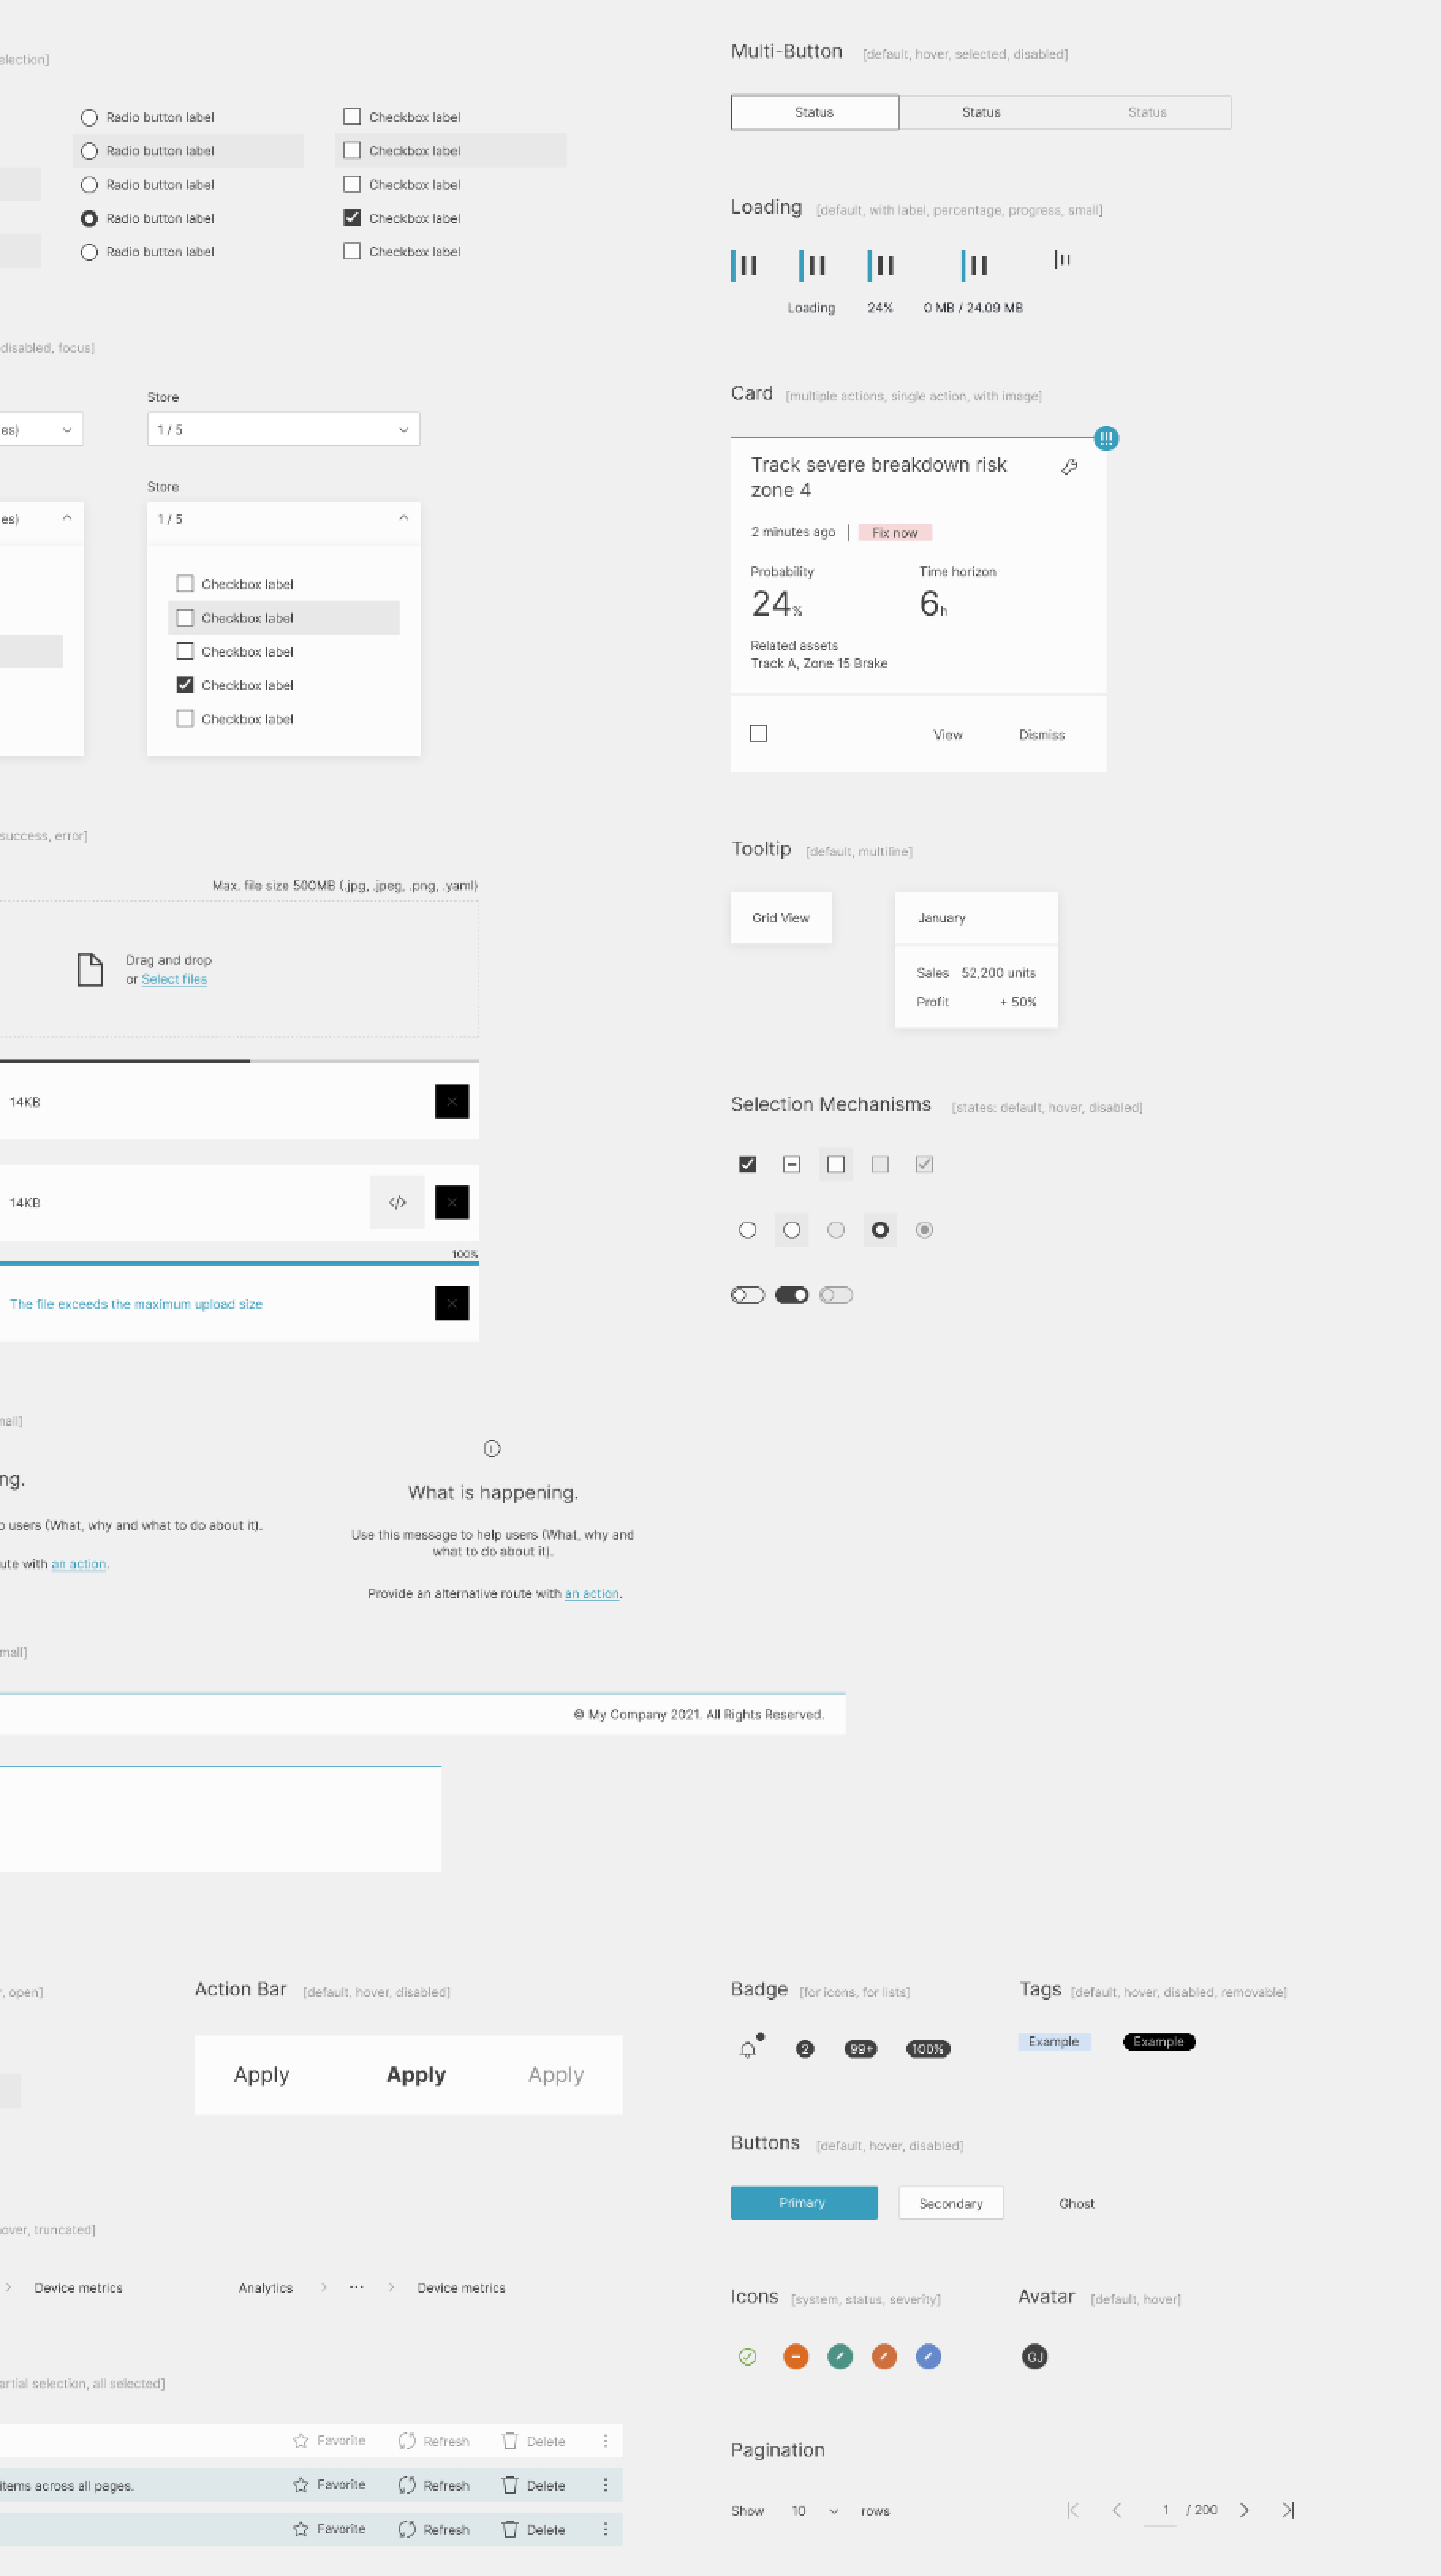 election]
Radio button label
Radio button label
Radio button label
Radio button label
Radio button label
Checkbox label
Checkbox label
Checkbox label
Checkbox label
Checkbox label
disabled, focus]
es)
Store
1 / 5
es)
Store
1 / 5
Checkbox label
Checkbox label
Checkbox label
Checkbox label
Checkbox label
success, error]
Max. file size 500MB (.jpg, .jpeg, .png, .yaml)
Drag and drop
or Select files
14KB
14KB
</>
100%
The file exceeds the maximum upload size
mall]
ng.
o users (What, why and what to do about it).
ute with an action.
What is happening.
Use this message to help users (What, why and
what to do about it).
Provide an alternative route with an action.
mall]
© My Company 2021. All Rights Reserved.
Multi-Button [default, hover, selected, disabled]
Status Status Status
Loading [default, with label, percentage, progress, small]
Loading 24% 0 MB / 24.09 MB
Card [multiple actions, single action, with image]
!!!
Track severe breakdown risk
zone 4
2 minutes ago | Fix now
Probability Time horizon
24% 6h
Related assets
Track A, Zone 15 Brake
View Dismiss
Tooltip [default, multiline]
Grid View
January
Sales 52,200 units
Profit + 50%
Selection Mechanisms [states: default, hover, disabled]
r, open]
Action Bar [default, hover, disabled]
Apply Apply Apply
over, truncated]
Device metrics
Analytics > ... > Device metrics
artial selection, all selected]
Favorite Refresh Delete
items across all pages. Favorite Refresh Delete
Favorite Refresh Delete
Badge [for icons, for lists]
2 99+ 100%
Tags [default, hover, disabled, removable]
Example Example
Buttons [default, hover, disabled]
Primary Secondary Ghost
Icons [system, status, severity]
Avatar [default, hover]
GJ
Pagination
Show 10 rows 1 / 200